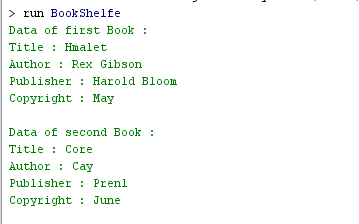 > run BookShelfe
Data of first Book :
Title : Hmalet
Author : Rex Gibson
Publisher : Harold Bloom
Copyright : May
Data of second Book :
Title : Core
Author : Cay
Publisher : Prenl
Copyright : June